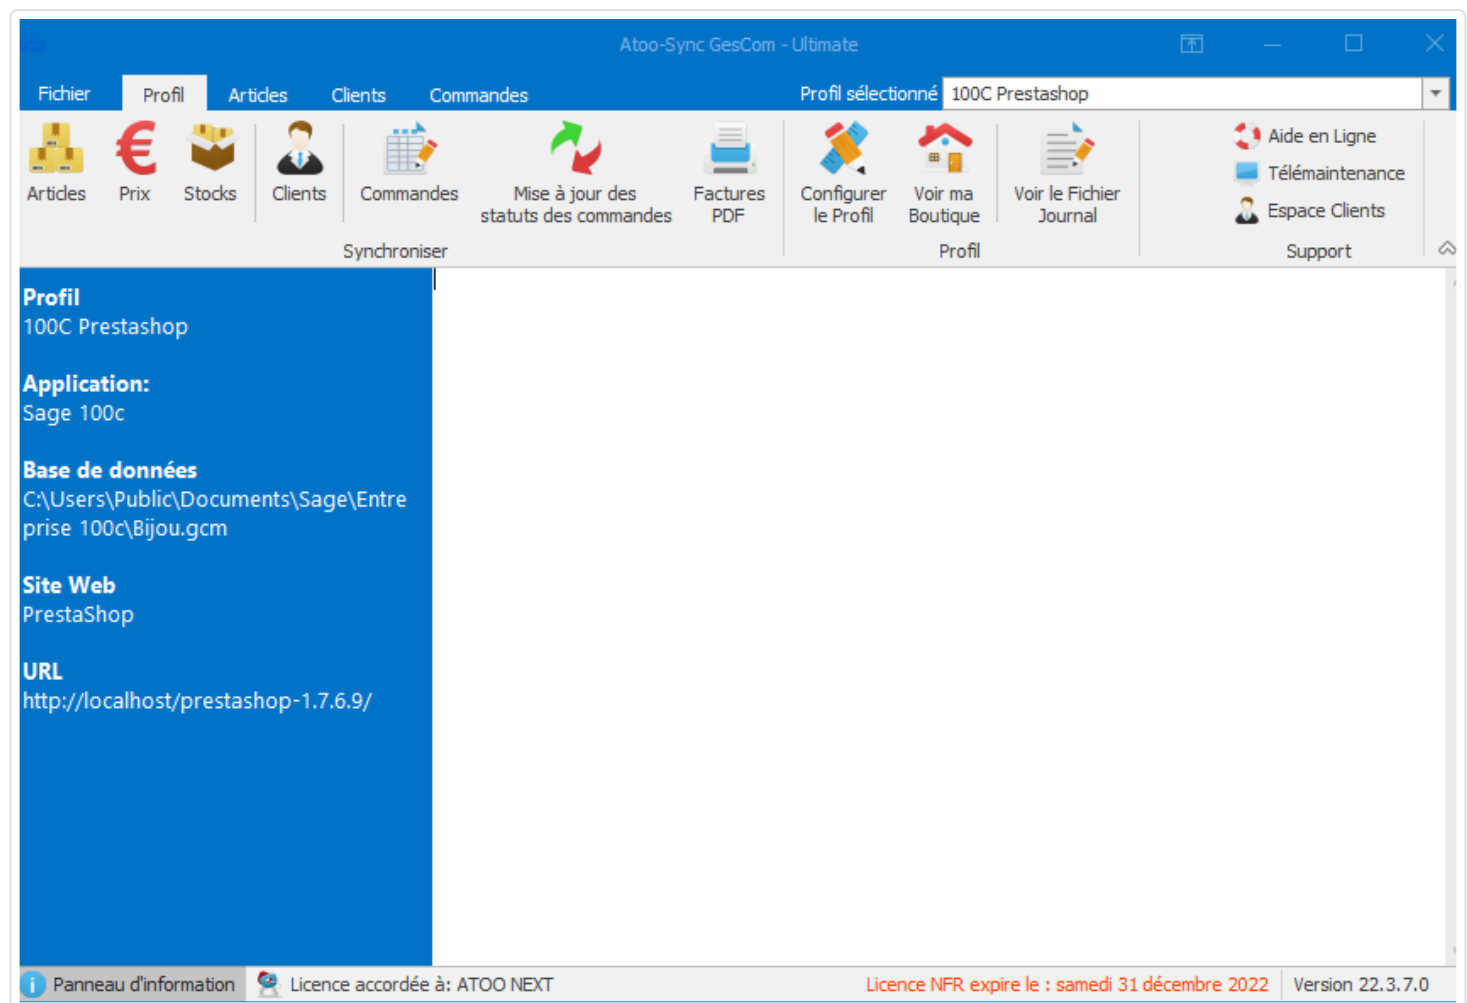 Atoo-Sync GesCom - Ultimate
Fichier Profil Articles Clients Commandes Profil sélectionné 100C Prestashop
Articles Prix Stocks Clients Commandes Mise à jour des statuts des commandes Factures PDF Configurer le Profil Voir ma Boutique Voir le Fichier Journal
Aide en Ligne
Télémaintenance
Espace Clients
Synchroniser Profil Support
Profil
100C Prestashop
Application:
Sage 100c
Base de données
C:\Users\Public\Documents\Sage\Entre
prise 100c\Bijou.gcm
Site Web
PrestaShop
URL
http://localhost/prestashop-1.7.6.9/
Panneau d'information Licence accordée à: ATOO NEXT Licence NFR expire le : samedi 31 décembre 2022 Version 22.3.7.0